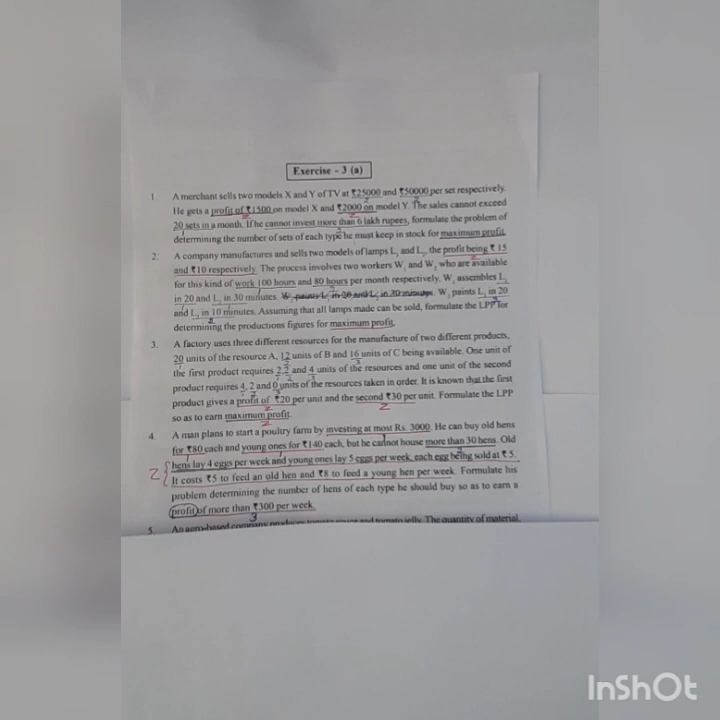 Exercise - 3 (a)
1. A merchant sells two models X and Y of TV at ₹25000 and ₹50000 per set respectively.
He gets a profit of ₹1500 on model X and ₹2000 on model Y. The sales cannot exceed
20 sets in a month. If he cannot invest more than 6 lakh rupees, formulate the problem of
determining the number of sets of each type he must keep in stock for maximum profit.
2. A company manufactures and sells two models of lamps L₁ and L₂, the profit being ₹ 15
and ₹10 respectively. The process involves two workers W₁ and W₂ who are available
for this kind of work 100 hours and 80 hours per month respectively. W₁ assembles L₁
in 20 and L₂ in 30 minutes. W₂ paints L₁ in 20
and L₂ in 10 minutes. Assuming that all lamps made can be sold, formulate the LPP for
determining the productions figures for maximum profit.
3. A factory uses three different resources for the manufacture of two different products,
20 units of the resource A, 12 units of B and 16 units of C being available. One unit of
the first product requires 2,2 and 4 units of the resources and one unit of the second
product requires 4, 2 and 0 units of the resources taken in order. It is known that the first
product gives a profit of ₹20 per unit and the second ₹30 per unit. Formulate the LPP
so as to earn maximum profit.
4. A man plans to start a poultry farm by investing at most Rs. 3000. He can buy old hens
for ₹80 each and young ones for ₹140 each, but he cannot house more than 30 hens. Old
hens lay 4 eggs per week and young ones lay 5 eggs per week, each egg being sold at ₹ 5.
2 It costs ₹5 to feed an old hen and ₹8 to feed a young hen per week. Formulate his
problem determining the number of hens of each type he should buy so as to earn a
profit of more than ₹300 per week.
3
5. An agro-based company produces tomato and tomato jelly. The quantity of material,
InShOt